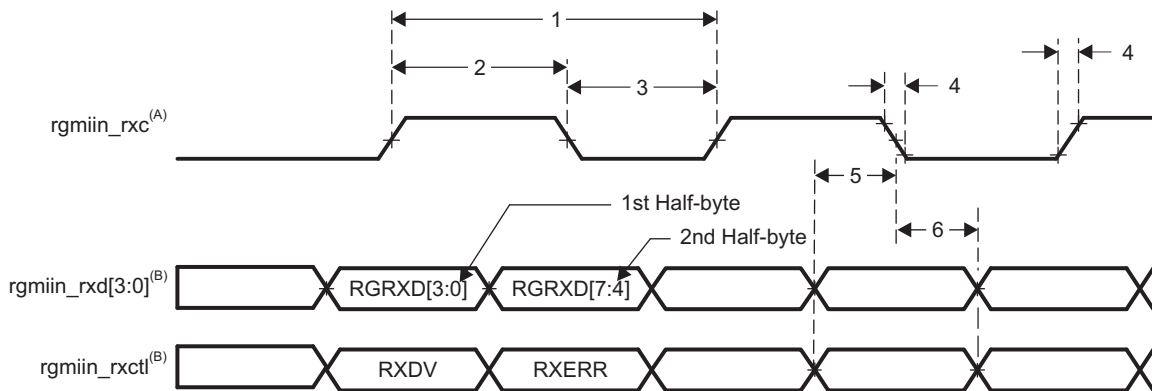 1
2
3
4
4
rgmiin_rxc(A)
5
1st Half-byte
6
2nd Half-byte
rgmiin_rxd[3:0](B)
RGRXD[3:0]
RGRXD[7:4]
rgmiin_rxctl(B)
RXDV
RXERR